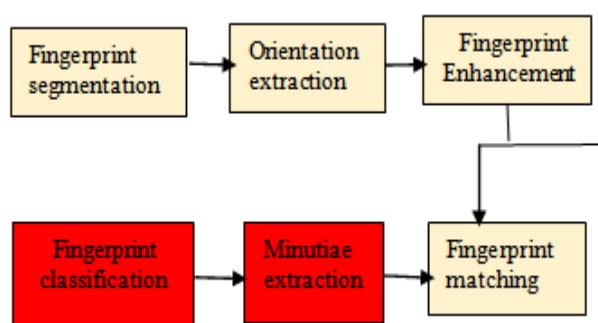 Fingerprint
segmentation
Orientation
extraction
Fingerprint
Enhancement
Fingerprint
classification
Minutiae
extraction
Fingerprint
matching